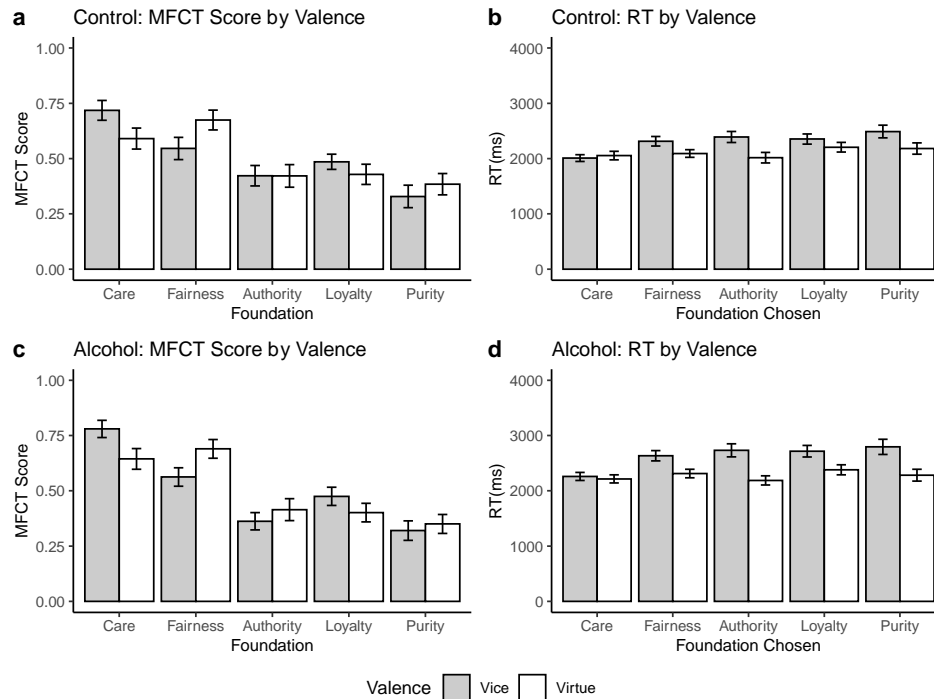 a Control: MFCT Score by Valence
1.00
0.75
0.50
0.25
0.00
MFCT Score
Care Fairness Authority Loyalty Purity
Foundation
b Control: RT by Valence
4000
3000
2000
1000
0
RT(ms)
Care Fairness Authority Loyalty Purity
Foundation Chosen
c Alcohol: MFCT Score by Valence
1.00
0.75
0.50
0.25
0.00
MFCT Score
Care Fairness Authority Loyalty Purity
Foundation
d Alcohol: RT by Valence
4000
3000
2000
1000
0
RT(ms)
Care Fairness Authority Loyalty Purity
Foundation Chosen
Valence Vice Virtue